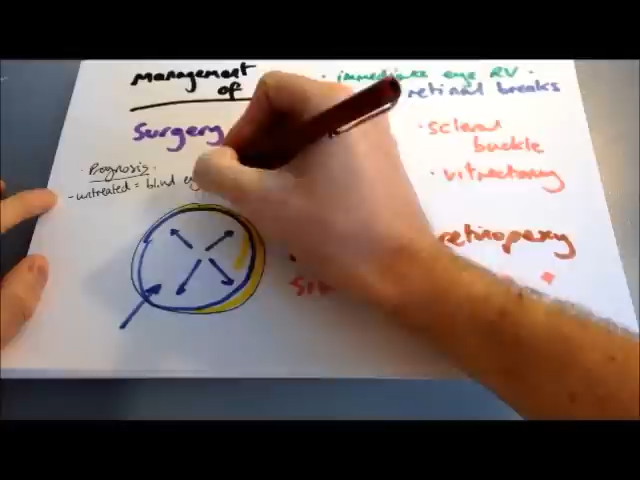 management
of
· immediate eye RV ·
retinal breaks
Surgery
· scleral
buckle
· Prognosis ·
- untreated = blind
· vitrectomy
retinopexy